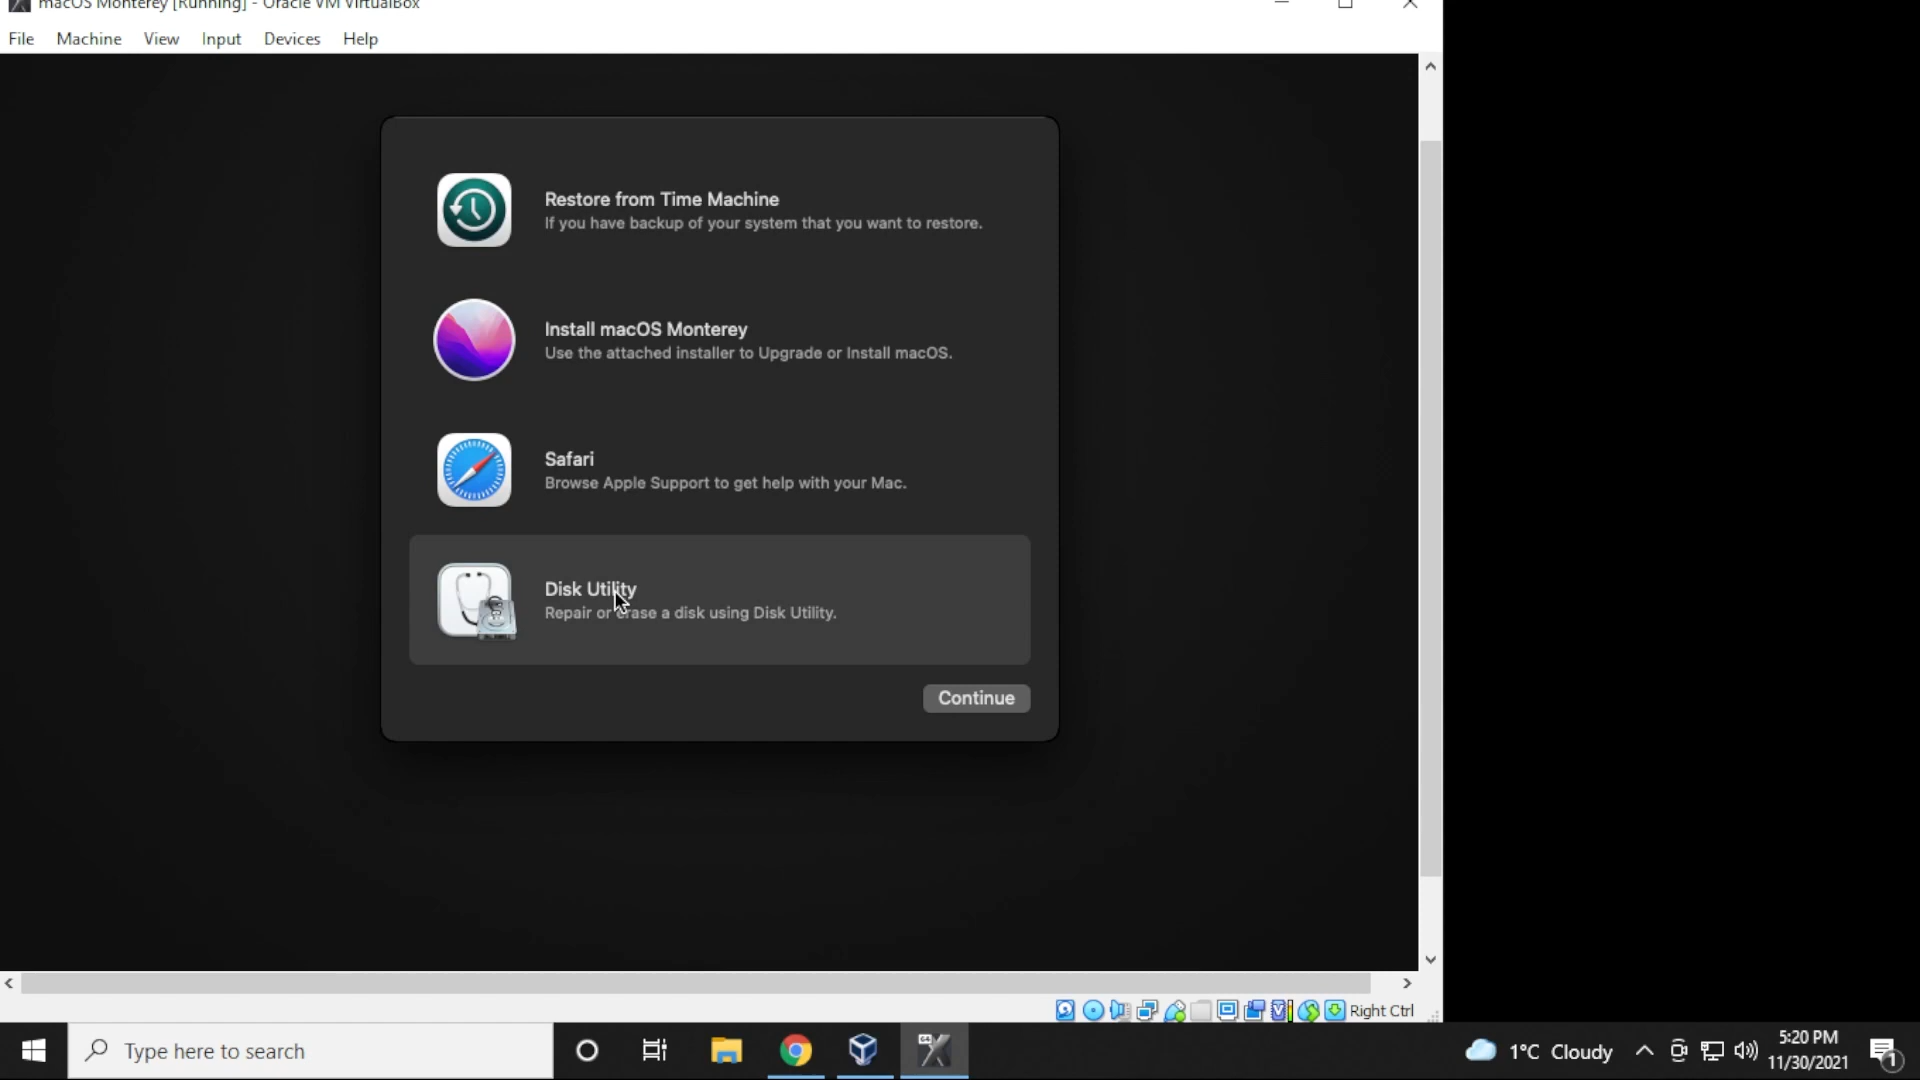 macOS Monterey [Running] - Oracle VM VirtualBox
File Machine View Input Devices Help
Restore from Time Machine
If you have backup of your system that you want to restore.
Install macOS Monterey
Use the attached installer to Upgrade or Install macOS.
Safari
Browse Apple Support to get help with your Mac.
Disk Utility
Repair or erase a disk using Disk Utility.
Continue
Right Ctrl
Type here to search
1°C Cloudy
5:20 PM
11/30/2021
1